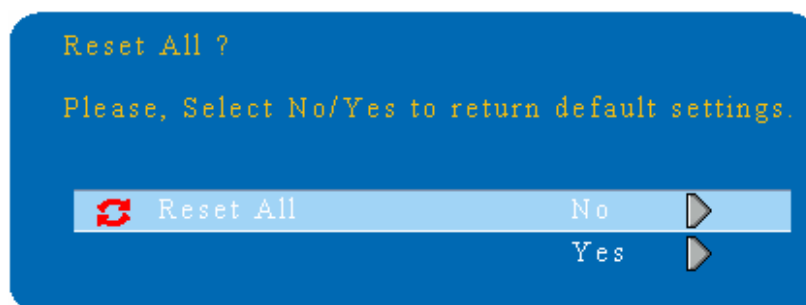 Reset All ?
Please, Select No/Yes to return default settings.
Reset All No
Yes